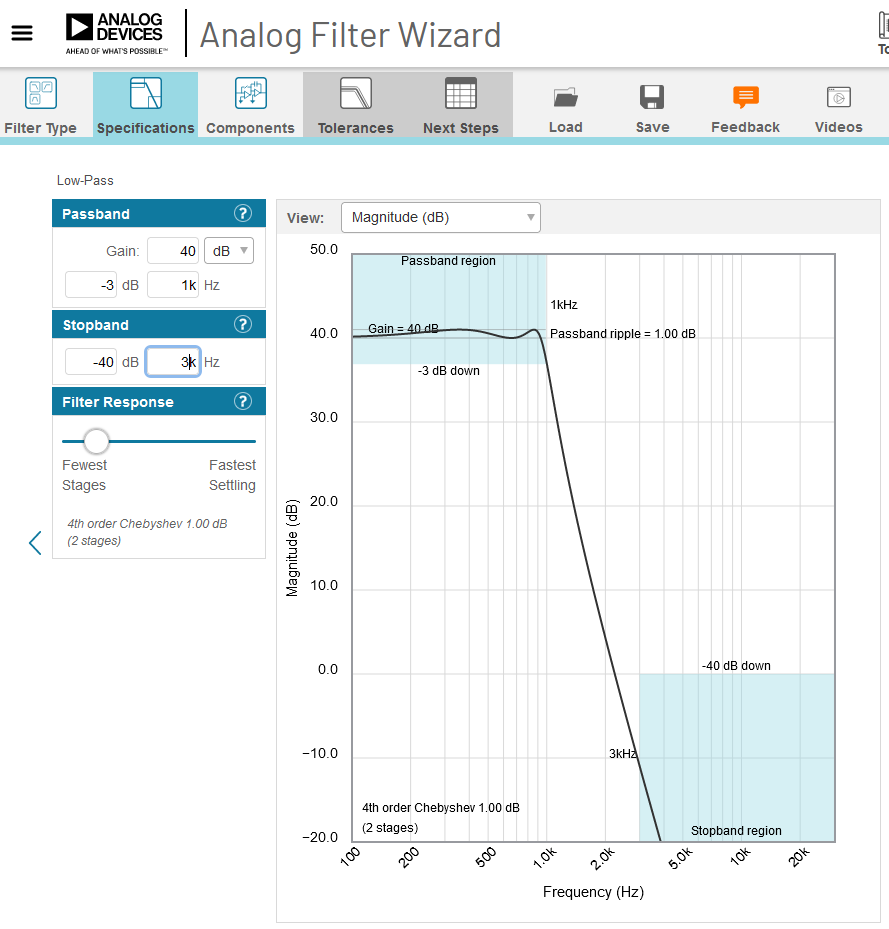 ANALOG
DEVICES
AHEAD OF WHAT'S POSSIBLE™
Analog Filter Wizard
Filter Type
Specifications
Components
Tolerances
Next Steps
Load
Save
Feedback
Videos
Low-Pass
Passband ?
Gain: 40 dB
-3 dB 1k Hz
Stopband ?
-40 dB 3k Hz
Filter Response ?
Fewest
Stages
Fastest
Settling
4th order Chebyshev 1.00 dB
(2 stages)
View: Magnitude (dB)
50.0
40.0
30.0
20.0
10.0
0.0
−10.0
−20.0
Magnitude (dB)
Passband region
1kHz
Gain = 40 dB
Passband ripple = 1.00 dB
-3 dB down
-40 dB down
3kHz
4th order Chebyshev 1.00 dB
(2 stages)
Stopband region
100
200
500
1.0k
2.0k
5.0k
10k
20k
Frequency (Hz)